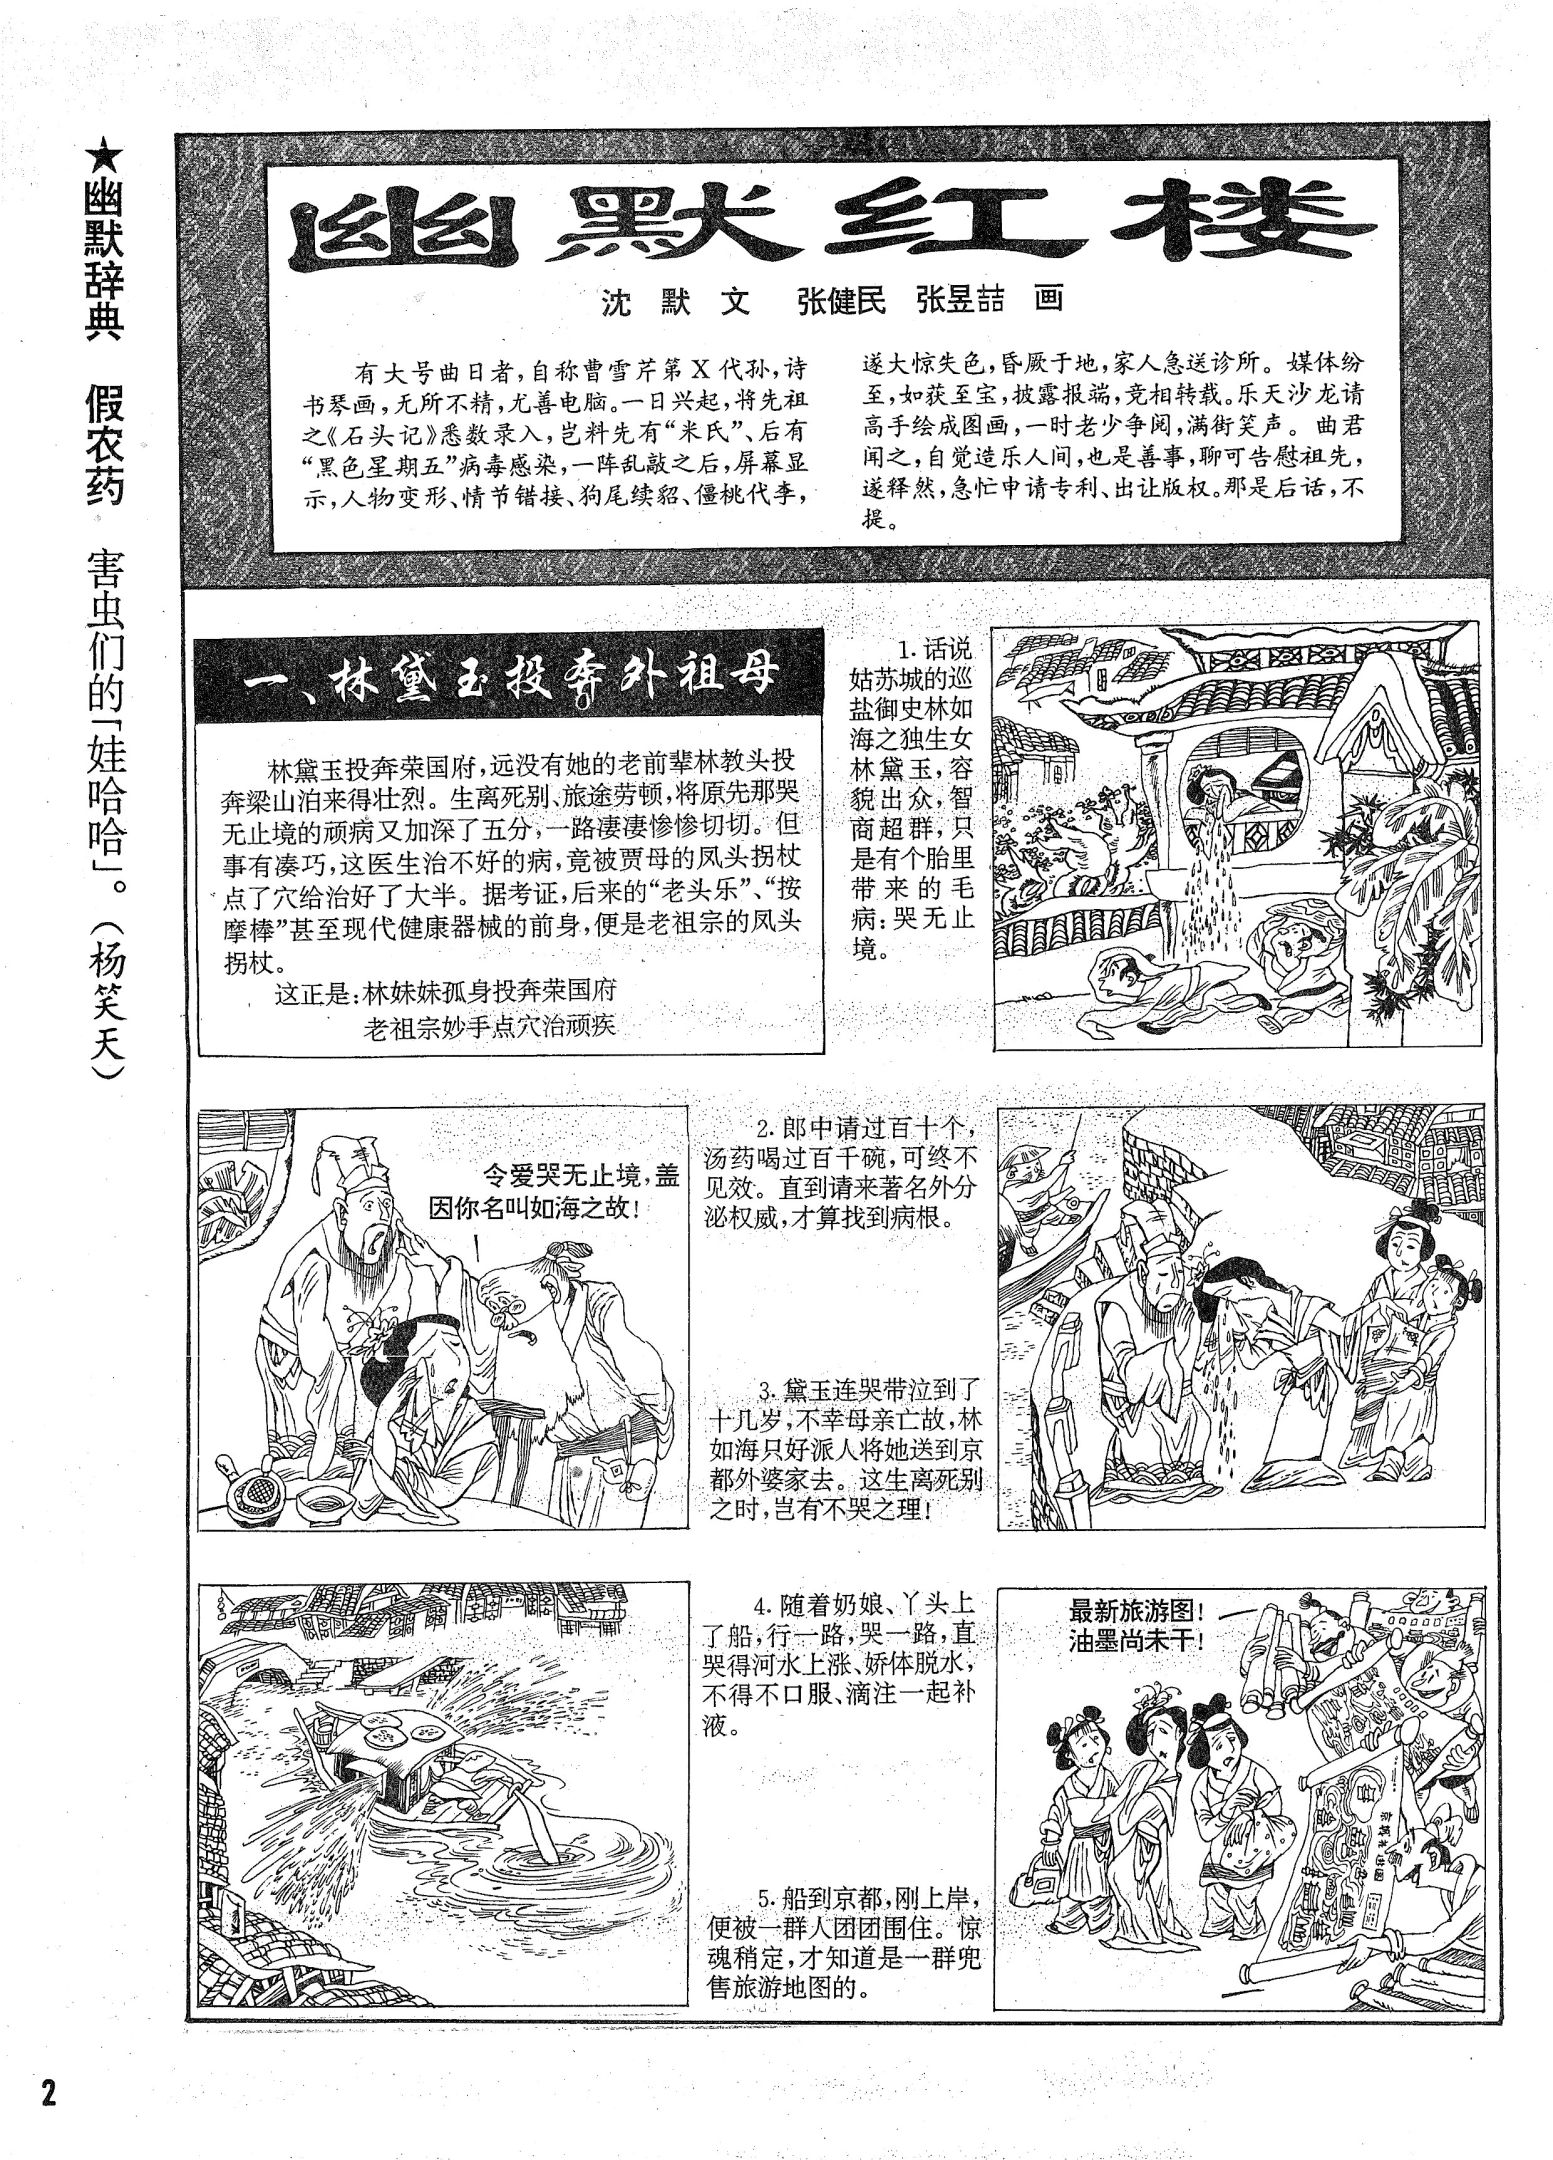 ★幽默辞典 假农药 害虫们的「娃哈哈」。（杨笑天）
幽默红楼
沈默 文 张健民 张昱喆 画
有大号曲日者，自称曹雪芹第X代孙，诗
书琴画，无所不精，尤善电脑。一日兴起，将先祖
之《石头记》悉数录入，岂料先有“米氏”、后有
“黑色星期五”病毒感染，一阵乱敲之后，屏幕显
示，人物变形、情节错接、狗尾续貂、僵桃代李，
遂大惊失色，昏厥于地，家人急送诊所。媒体纷
至，如获至宝，披露报端，竞相转载。乐天沙龙请
高手绘成图画，一时老少争阅，满街笑声。曲君
闻之，自觉造乐人间，也是善事，聊可告慰祖先，
遂释然，急忙申请专利、出让版权。那是后话，不
提。
一、林黛玉投奔外祖母
林黛玉投奔荣国府，远没有她的老前辈林教头投
奔梁山泊来得壮烈。生离死别、旅途劳顿，将原先那哭
无止境的顽病又加深了五分，一路凄凄惨惨切切。但
事有凑巧，这医生治不好的病，竟被贾母的凤头拐杖
点了穴给治好了大半。据考证，后来的“老头乐”、“按
摩棒”甚至现代健康器械的前身，便是老祖宗的凤头
拐杖。
这正是：林妹妹孤身投奔荣国府
老祖宗妙手点穴治顽疾
1. 话说
姑苏城的巡
盐御史林如
海之独生女
林黛玉，容
貌出众，智
商超群，只
是有个胎里
带来的毛
病：哭无止
境。
令爱哭无止境，盖
因你名叫如海之故！
2. 郎中请过百十个，
汤药喝过百千碗，可终不
见效。直到请来著名外分
泌权威，才算找到病根。
3. 黛玉连哭带泣到了
十几岁，不幸母亲亡故，林
如海只好派人将她送到京
都外婆家去。这生离死别
之时，岂有不哭之理！
4. 随着奶娘、丫头上
了船，行一路，哭一路，直
哭得河水上涨、娇体脱水，
不得不口服、滴注一起补
液。
5. 船到京都，刚上岸，
便被一群人团团围住。惊
魂稍定，才知道是一群兜
售旅游地图的。
最新旅游图！
油墨尚未干！
2